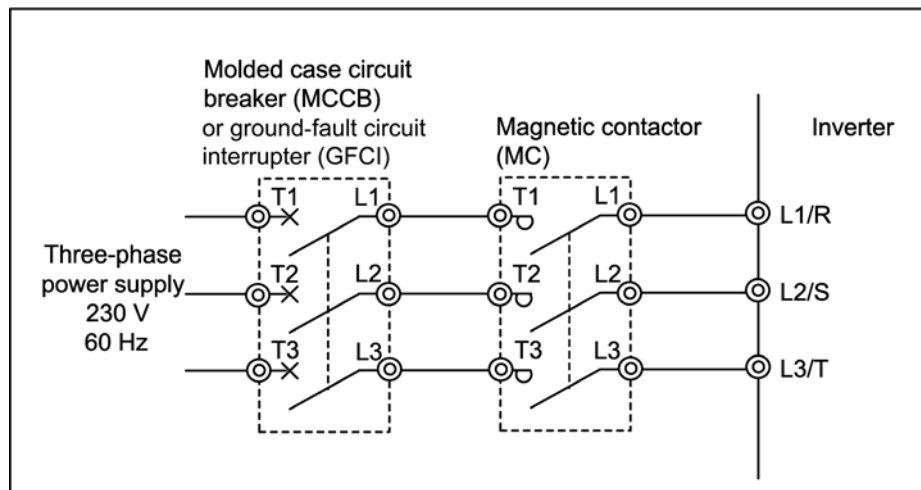 Molded case circuit
breaker (MCCB)
or ground-fault circuit
interrupter (GFCI)
Magnetic contactor
(MC)
Inverter
T1 L1 T1 L1
L1/R
Three-phase
power supply
230 V
60 Hz
T2 L2 T2 L2
L2/S
T3 L3 T3 L3
L3/T